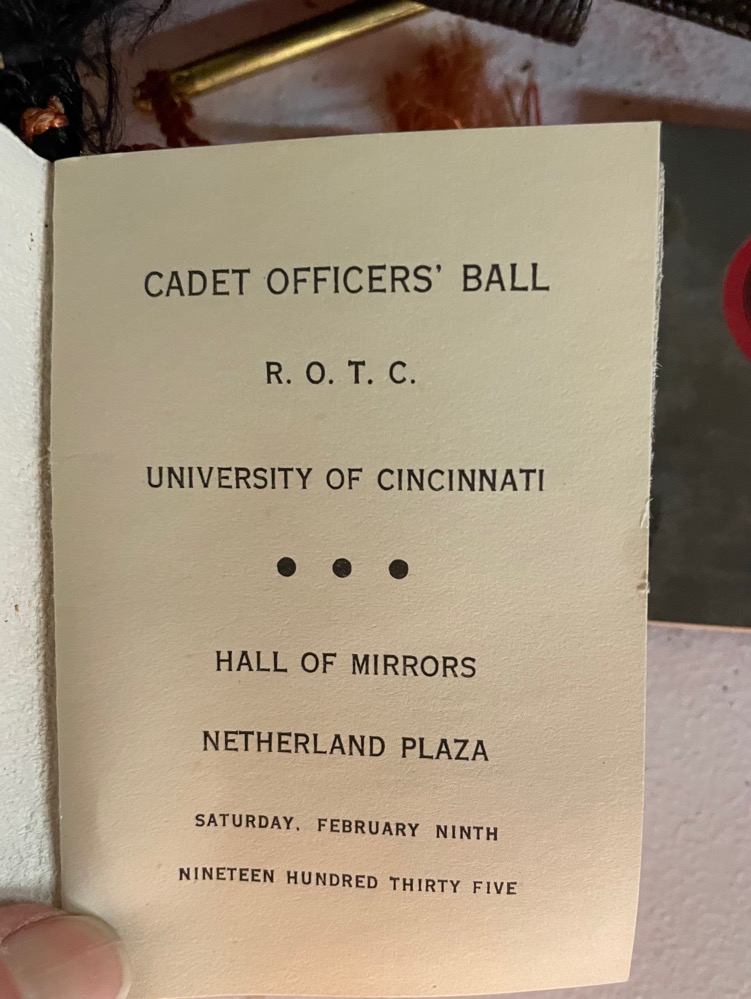 CADET OFFICERS' BALL
R. O. T. C.
UNIVERSITY OF CINCINNATI
● ● ●
HALL OF MIRRORS
NETHERLAND PLAZA
SATURDAY, FEBRUARY NINTH
NINETEEN HUNDRED THIRTY FIVE